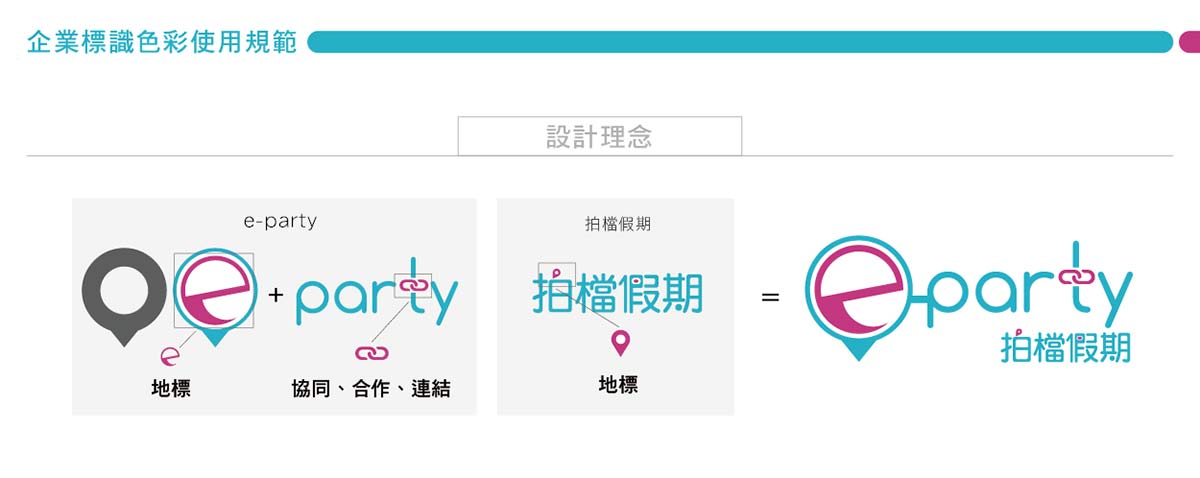 企業標識色彩使用規範
設計理念
e-party
e + party
地標
協同、合作、連結
拍檔假期
拍檔假期
地標
=
e-party
拍檔假期